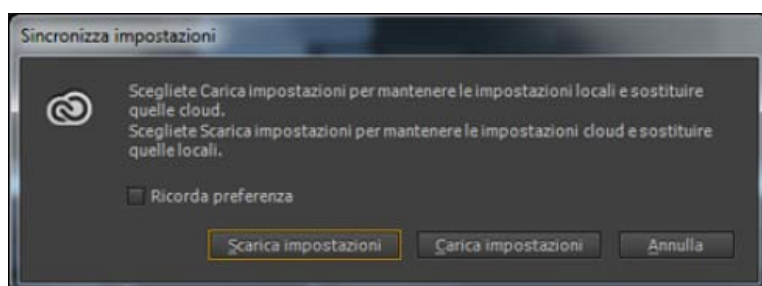 Sincronizza impostazioni
Scegliete Carica impostazioni per mantenere le impostazioni locali e sostituire
quelle cloud.
Scegliete Scarica impostazioni per mantenere le impostazioni cloud e sostituire
quelle locali.
Ricorda preferenza
Scarica impostazioni Carica impostazioni Annulla